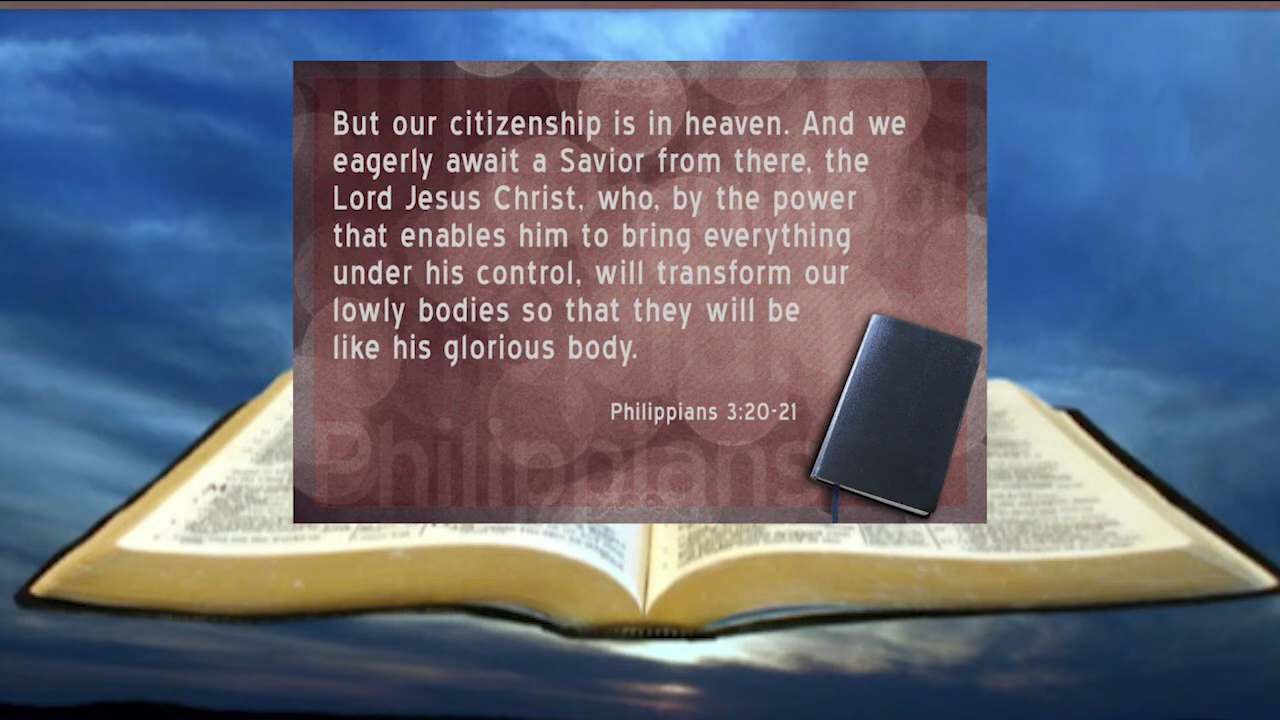 But our citizenship is in heaven. And we
eagerly await a Savior from there, the
Lord Jesus Christ, who, by the power
that enables him to bring everything
under his control, will transform our
lowly bodies so that they will be
like his glorious body.
Philippians 3:20-21
Philippians